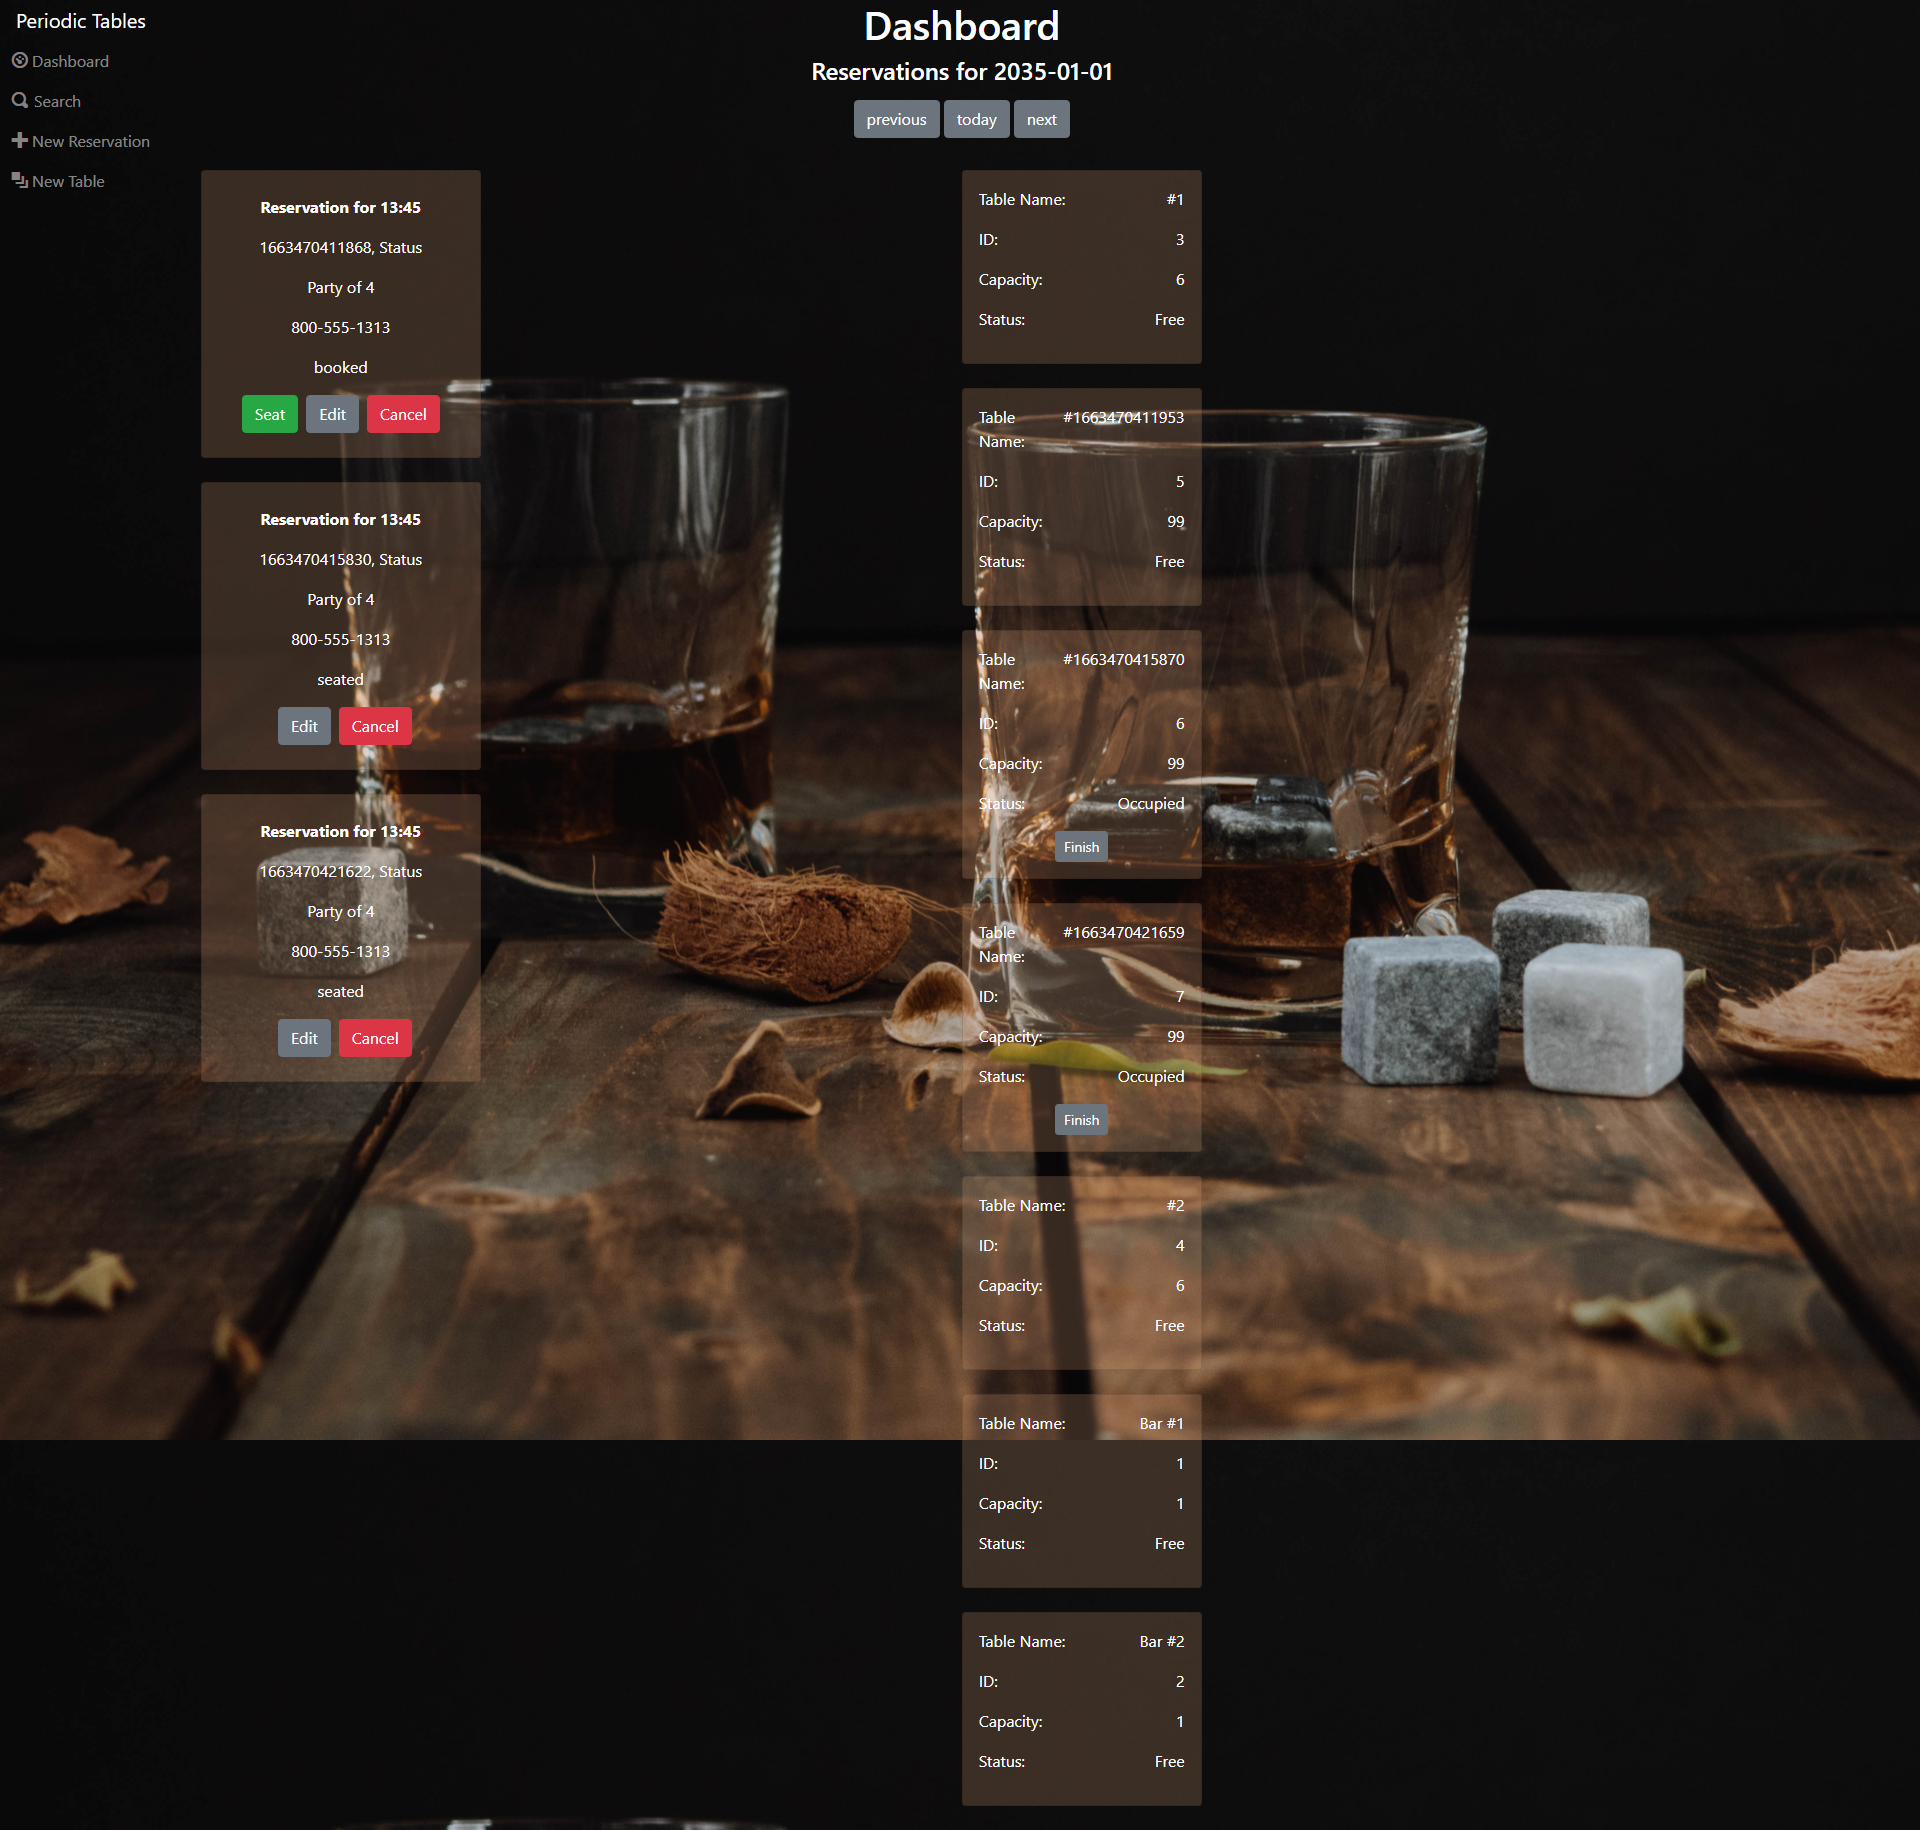 Periodic Tables
Dashboard
Search
New Reservation
New Table
Dashboard
Reservations for 2035-01-01
previous today next
Reservation for 13:45
1663470411868, Status
Party of 4
800-555-1313
booked
Seat Edit Cancel
Reservation for 13:45
1663470415830, Status
Party of 4
800-555-1313
seated
Edit Cancel
Reservation for 13:45
1663470421622, Status
Party of 4
800-555-1313
seated
Edit Cancel
Table Name: #1
ID: 3
Capacity: 6
Status: Free
Table #1663470411953
Name:
ID: 5
Capacity: 99
Status: Free
Table #1663470415870
Name:
ID: 6
Capacity: 99
Status: Occupied
Finish
Table #1663470421659
Name:
ID: 7
Capacity: 99
Status: Occupied
Finish
Table Name: #2
ID: 4
Capacity: 6
Status: Free
Table Name: Bar #1
ID: 1
Capacity: 1
Status: Free
Table Name: Bar #2
ID: 2
Capacity: 1
Status: Free